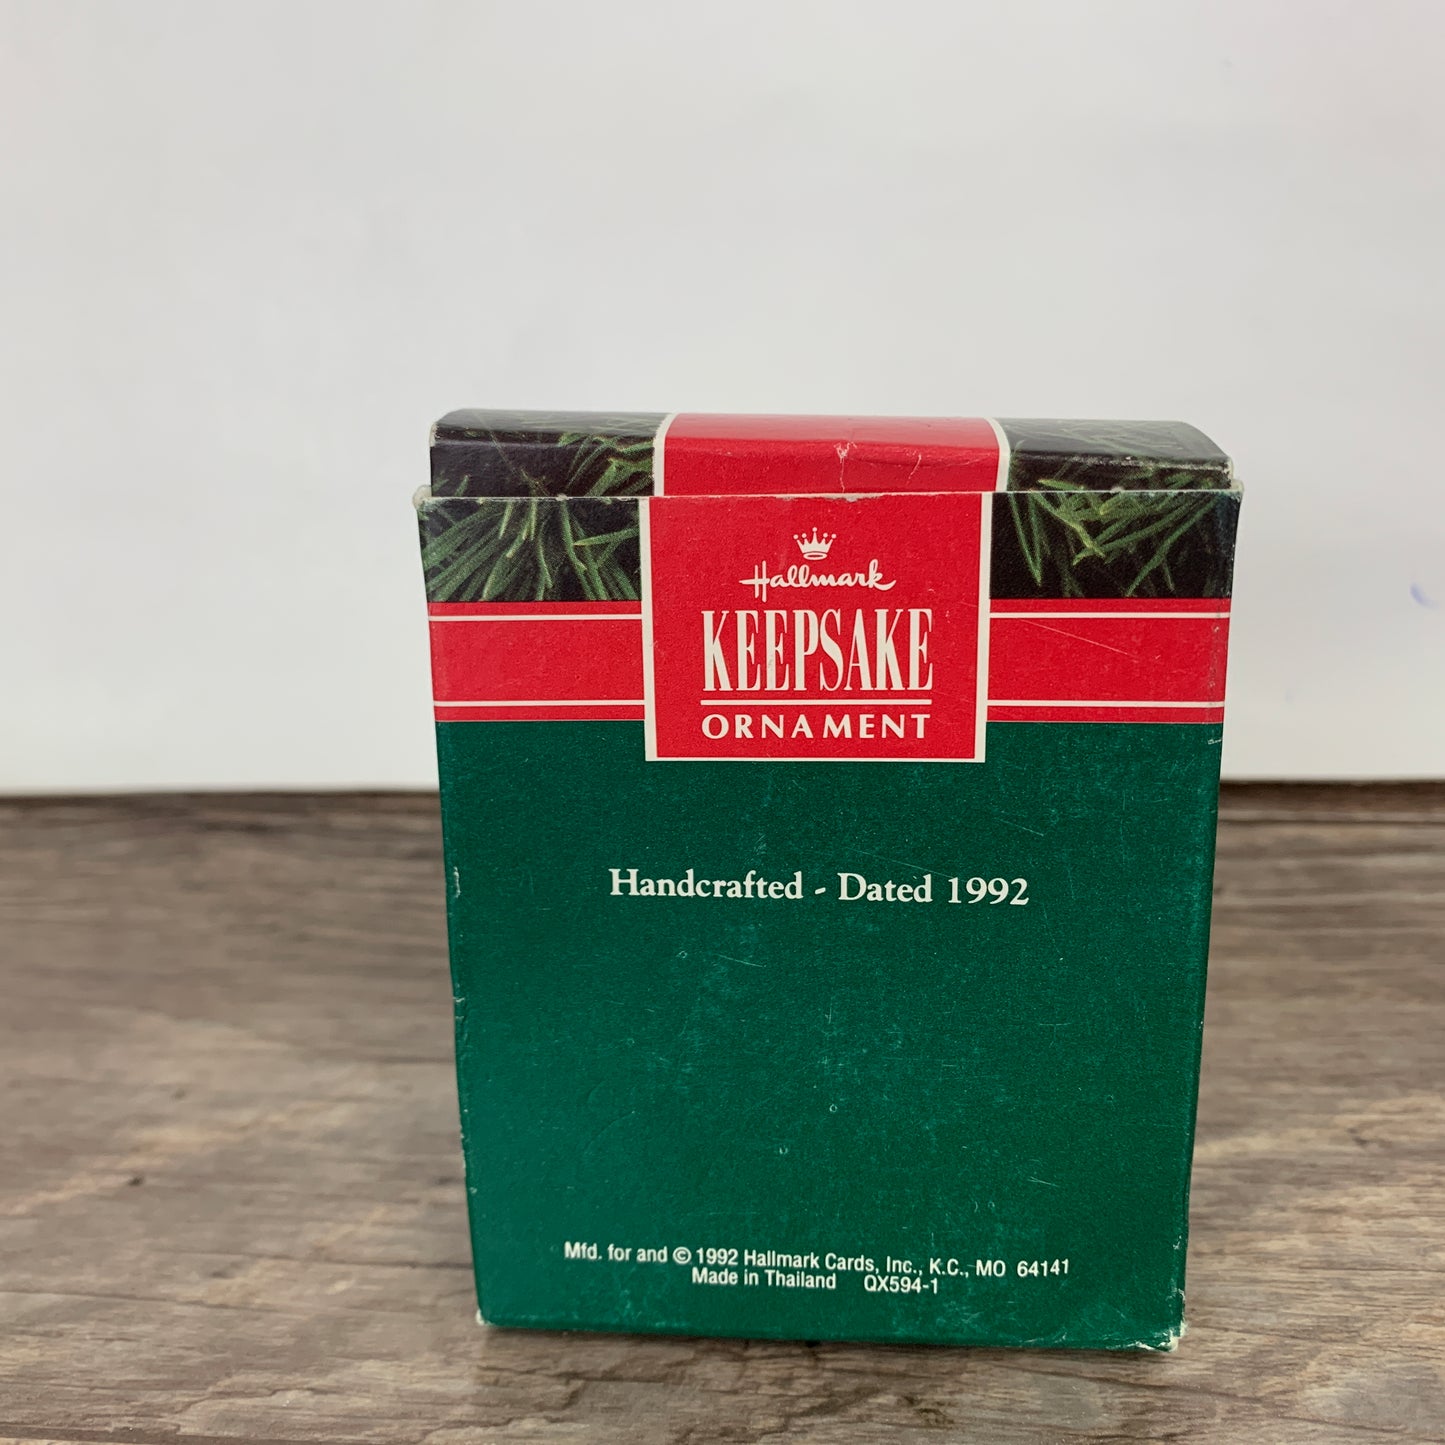 Hallmark
KEEPSAKE
ORNAMENT
Handcrafted - Dated 1992
Mfd. for and © 1992 Hallmark Cards, Inc., K.C., MO 64141
Made in Thailand QX594-1